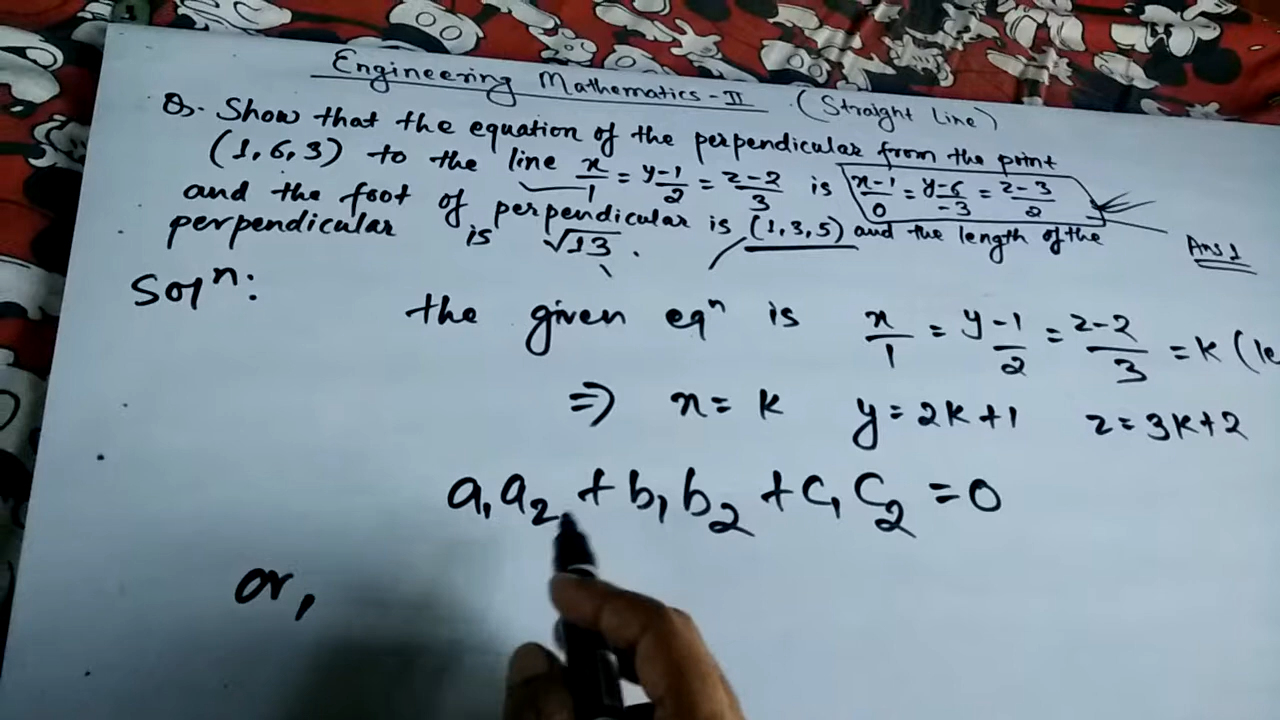 Engineering Mathematics-II (Straight Line)
Q. Show that the equation of the perpendicular from the point
(1,6,3) to the line x/1 = y-1/2 = z-2/3 is x-1/0 = y-6/-3 = z-3/2
and the foot of perpendicular is (1,3,5) and the length of the
perpendicular is √13. Ans 1
Solⁿ: the given eqⁿ is x/1 = y-1/2 = z-2/3 = k (le
⇒ x = k y = 2k+1 z = 3k+2
a₁a₂ + b₁b₂ + c₁c₂ = 0
or,